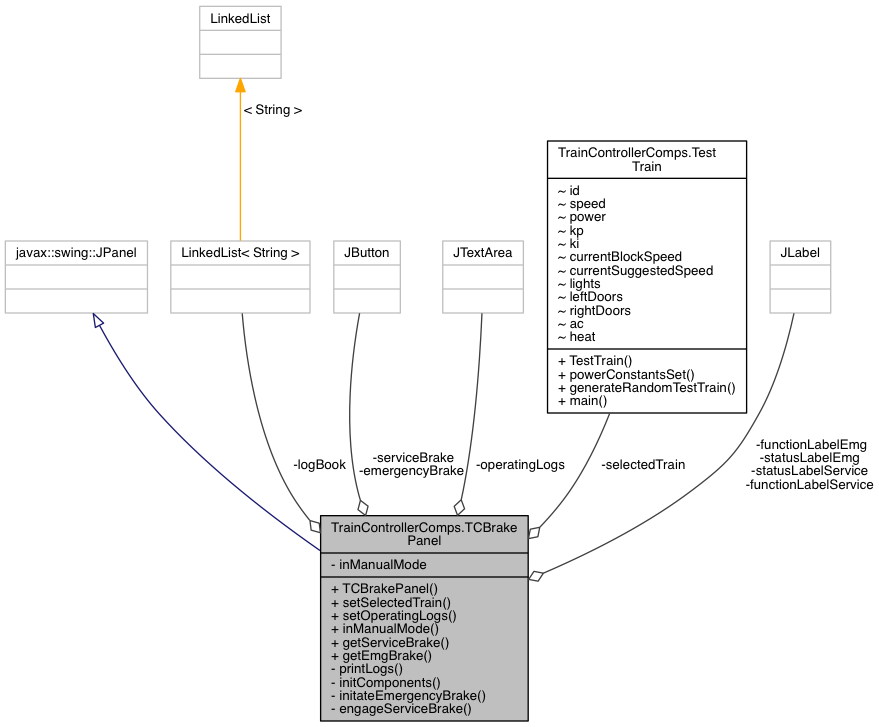 LinkedList
< String >
TrainControllerComps.Test
Train
~ id
~ speed
~ power
~ kp
~ ki
~ currentBlockSpeed
~ currentSuggestedSpeed
~ lights
~ leftDoors
~ rightDoors
~ ac
~ heat
+ TestTrain()
+ powerConstantsSet()
+ generateRandomTestTrain()
+ main()
javax::swing::JPanel
LinkedList< String >
JButton
JTextArea
JLabel
-logBook
-serviceBrake
-emergencyBrake
-operatingLogs
-selectedTrain
-functionLabelEmg
-statusLabelEmg
-statusLabelService
-functionLabelService
TrainControllerComps.TCBrake
Panel
- inManualMode
+ TCBrakePanel()
+ setSelectedTrain()
+ setOperatingLogs()
+ inManualMode()
+ getServiceBrake()
+ getEmgBrake()
- printLogs()
- initComponents()
- initateEmergencyBrake()
- engageServiceBrake()